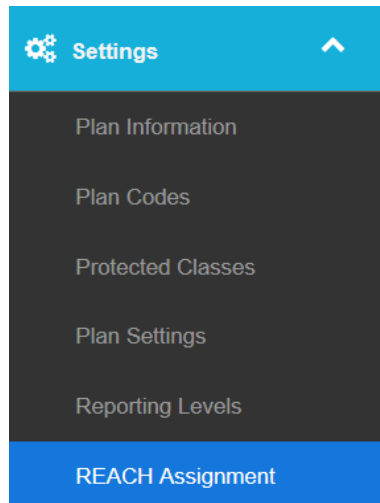 Settings
Plan Information
Plan Codes
Protected Classes
Plan Settings
Reporting Levels
REACH Assignment